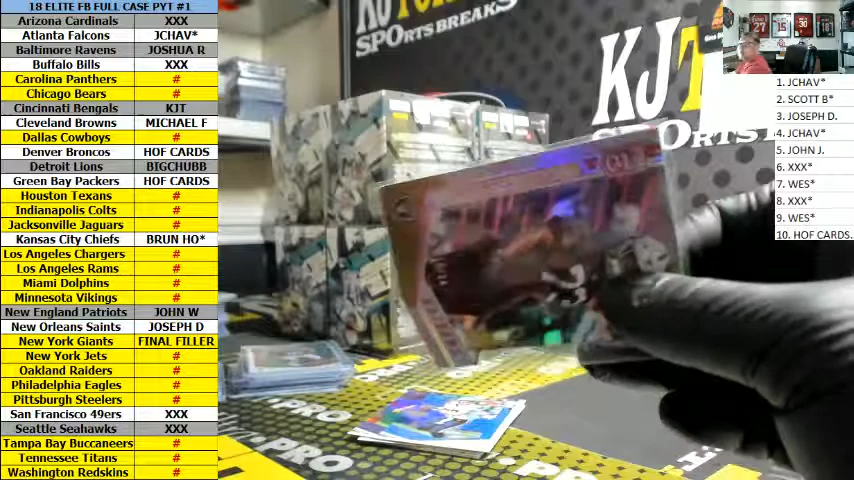 18 ELITE FB FULL CASE PYT #1
Arizona Cardinals XXX
Atlanta Falcons JCHAV*
Baltimore Ravens JOSHUA R
Buffalo Bills XXX
Carolina Panthers #
Chicago Bears #
Cincinnati Bengals KJT
Cleveland Browns MICHAEL F
Dallas Cowboys #
Denver Broncos HOF CARDS
Detroit Lions BIGCHUBB
Green Bay Packers HOF CARDS
Houston Texans #
Indianapolis Colts #
Jacksonville Jaguars #
Kansas City Chiefs BRUN HO*
Los Angeles Chargers #
Los Angeles Rams #
Miami Dolphins #
Minnesota Vikings #
New England Patriots JOHN W
New Orleans Saints JOSEPH D
New York Giants FINAL FILLER
New York Jets #
Oakland Raiders #
Philadelphia Eagles #
Pittsburgh Steelers #
San Francisco 49ers XXX
Seattle Seahawks XXX
Tampa Bay Buccaneers #
Tennessee Titans #
Washington Redskins #
SPORTS BREAKS
KJT
SPORTS
PRO
1. JCHAV*
2. SCOTT B*
3. JOSEPH D.
4. JCHAV*
5. JOHN J.
6. XXX*
7. WES*
8. XXX*
9. WES*
10. HOF CARDS.